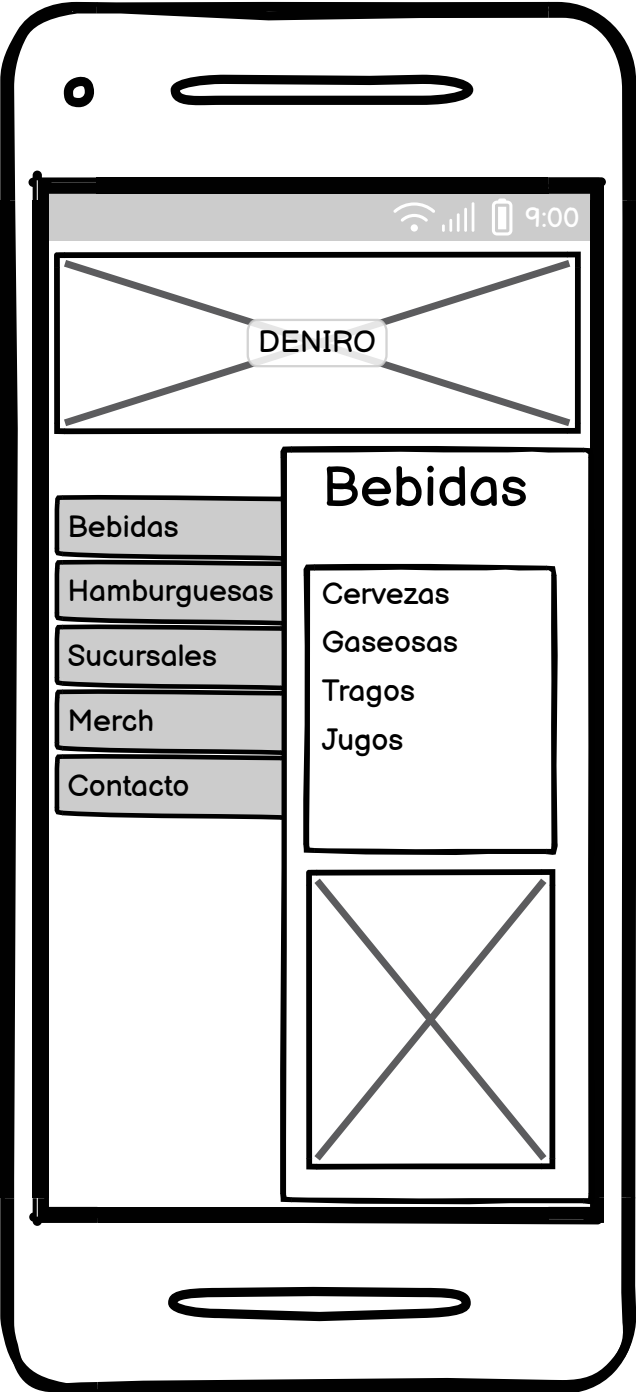 9:00
DENIRO
Bebidas
Hamburguesas
Sucursales
Merch
Contacto
Bebidas
Cervezas
Gaseosas
Tragos
Jugos